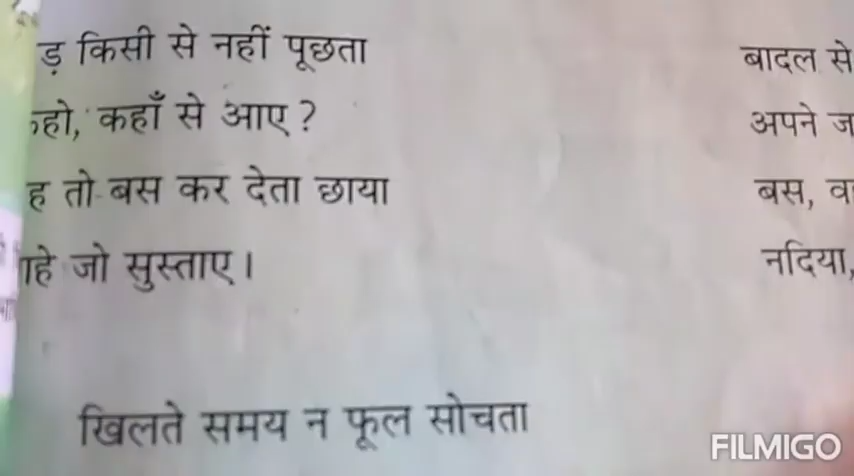 किसी से नहीं पूछता
कहाँ से आए ?
तो बस कर देता छाया
जो सुस्ताए।
खिलते समय न फूल सोचता
बादल से
अपने
बस,
नदिया,
FILMIGO